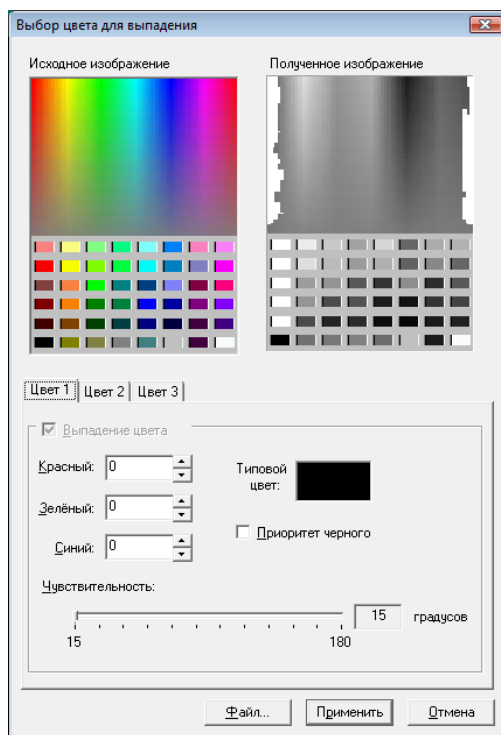 Выбор цвета для выпадения
Исходное изображение
Полученное изображение
Цвет 1
Цвет 2
Цвет 3
Выпадение цвета
Красный: 0
Типовой
цвет:
Зелёный: 0
Приоритет черного
Синий: 0
Чувствительность:
15 градусов
15 180
Файл... Применить Отмена